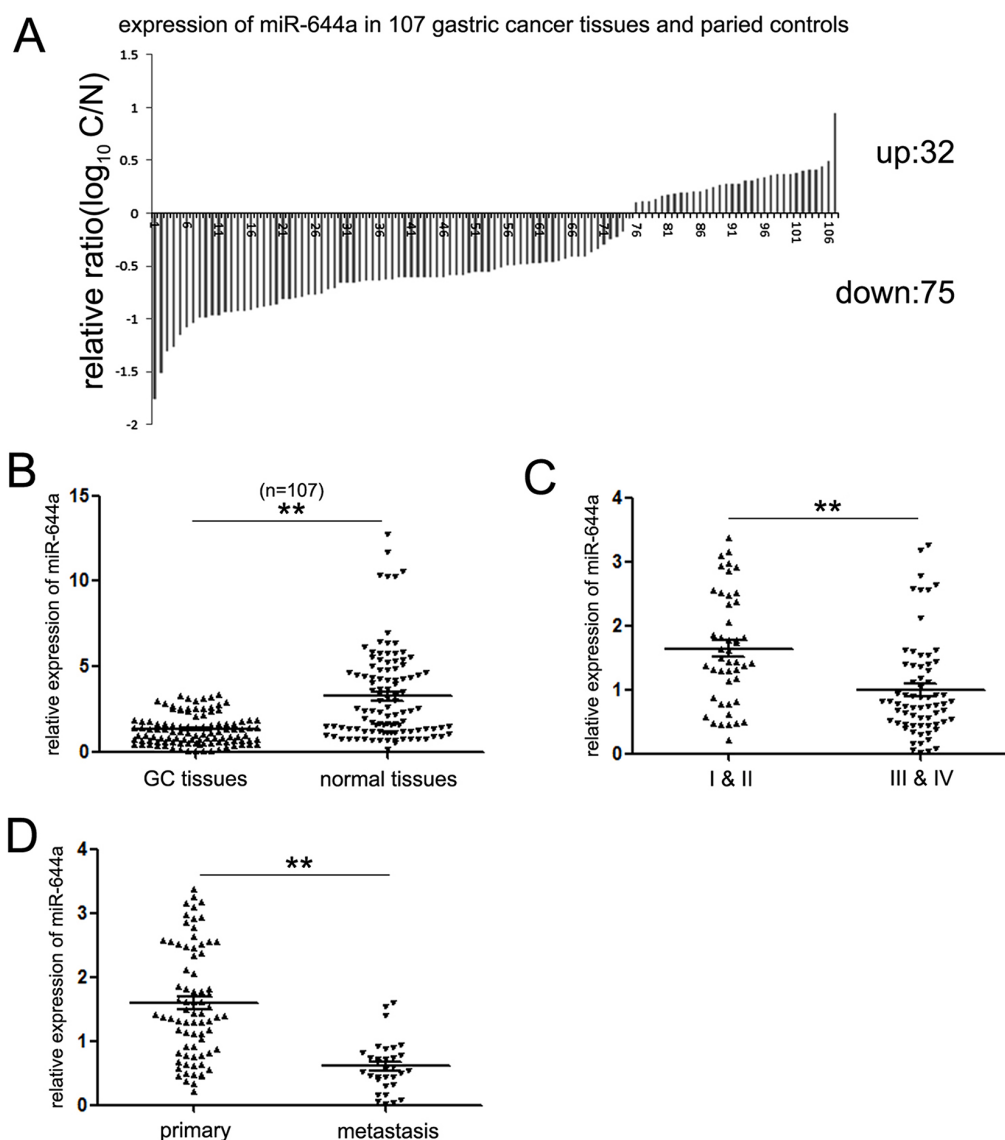 A
expression of miR-644a in 107 gastric cancer tissues and paried controls
relative ratio(log10 C/N)
1.5
1
0.5
0
-0.5
-1
-1.5
-2
1 6 11 16 21 26 31 36 41 46 51 56 61 66 71 76 81 86 91 96 101 106
up:32
down:75
B
relative expression of miR-644a
15
10
5
0
(n=107)
**
GC tissues normal tissues
C
relative expression of miR-644a
4
3
2
1
0
**
I & II III & IV
D
relative expression of miR-644a
4
3
2
1
0
**
primary metastasis